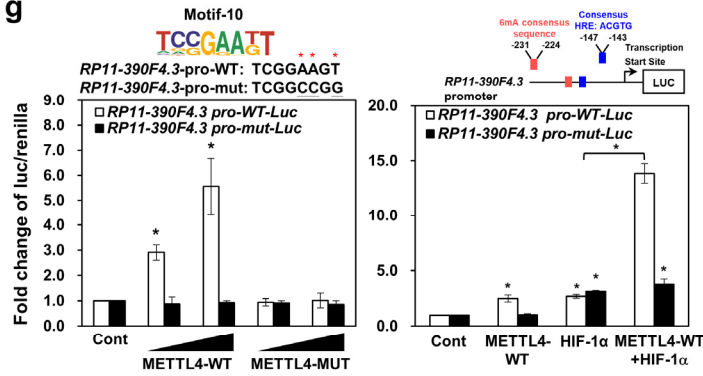 g
Motif-10
TCCGAATT
* * *
RP11-390F4.3-pro-WT: TCGGAAGT
RP11-390F4.3-pro-mut: TCGGCCGG
Fold change of luc/renilla
9.0
8.0
7.0
6.0
5.0
4.0
3.0
2.0
1.0
0.0
RP11-390F4.3 pro-WT-Luc
RP11-390F4.3 pro-mut-Luc
*
*
Cont
METTL4-WT
METTL4-MUT
6mA consensus
sequence
-231 -224
Consensus
HRE: ACGTG
-147 -143
Transcription
Start Site
RP11-390F4.3
promoter
LUC
20.0
15.0
10.0
5.0
0.0
RP11-390F4.3 pro-WT-Luc
RP11-390F4.3 pro-mut-Luc
*
*
* *
*
Cont
METTL4-
WT
HIF-1α
METTL4-WT
+HIF-1α